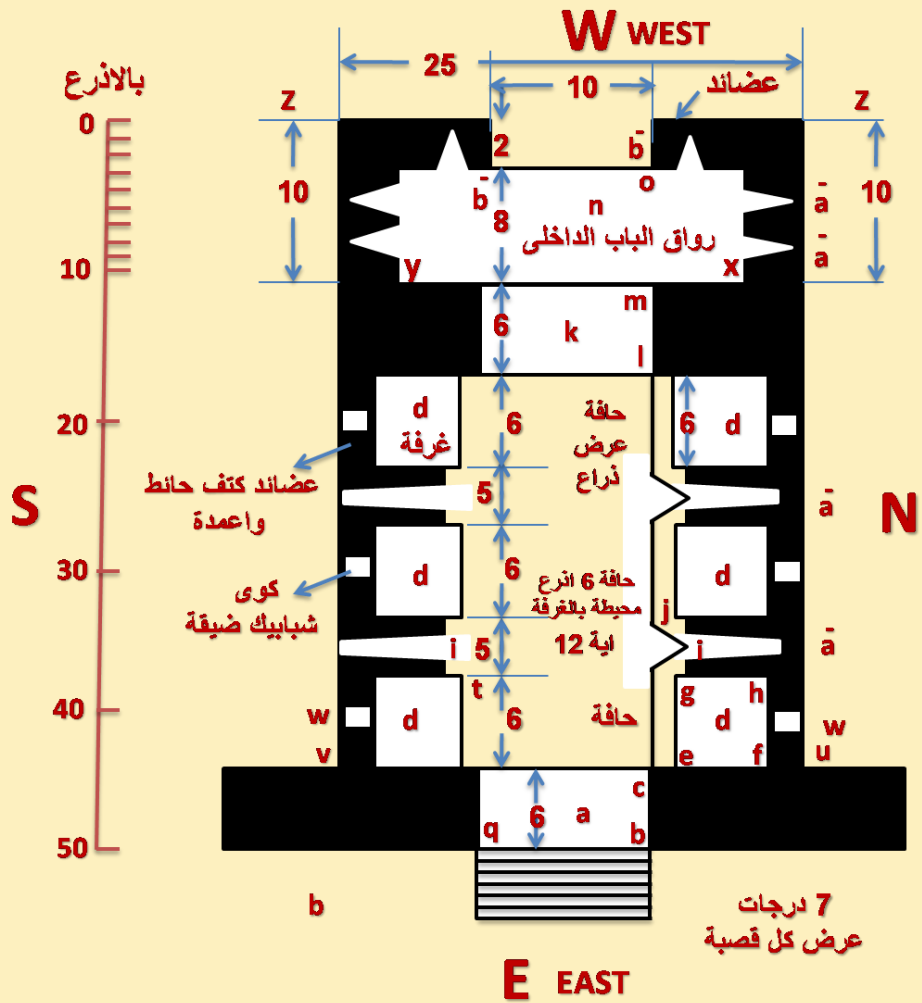 W WEST
25
بالاذرع
10
عضائد
Z
Z
0
2
b̄
10
10
b̄
o
n
8
ā
رواق الباب الداخلى
ā
10
y
x
6
m
k
l
20
d
غرفة
6
حافة
عرض
ذراع
6
d
عضائد كتف حائط
واعمدة
S
5
ā
N
30
d
6
حافة 6 اذرع
محيطة بالغرفة
اية 12
d
كوى
شبابيك ضيقة
j
i
5
i
ā
t
40
w
d
6
حافة
g
h
d
w
v
e
f
u
c
6
a
q
b
50
b
7 درجات
عرض كل قصبة
E EAST